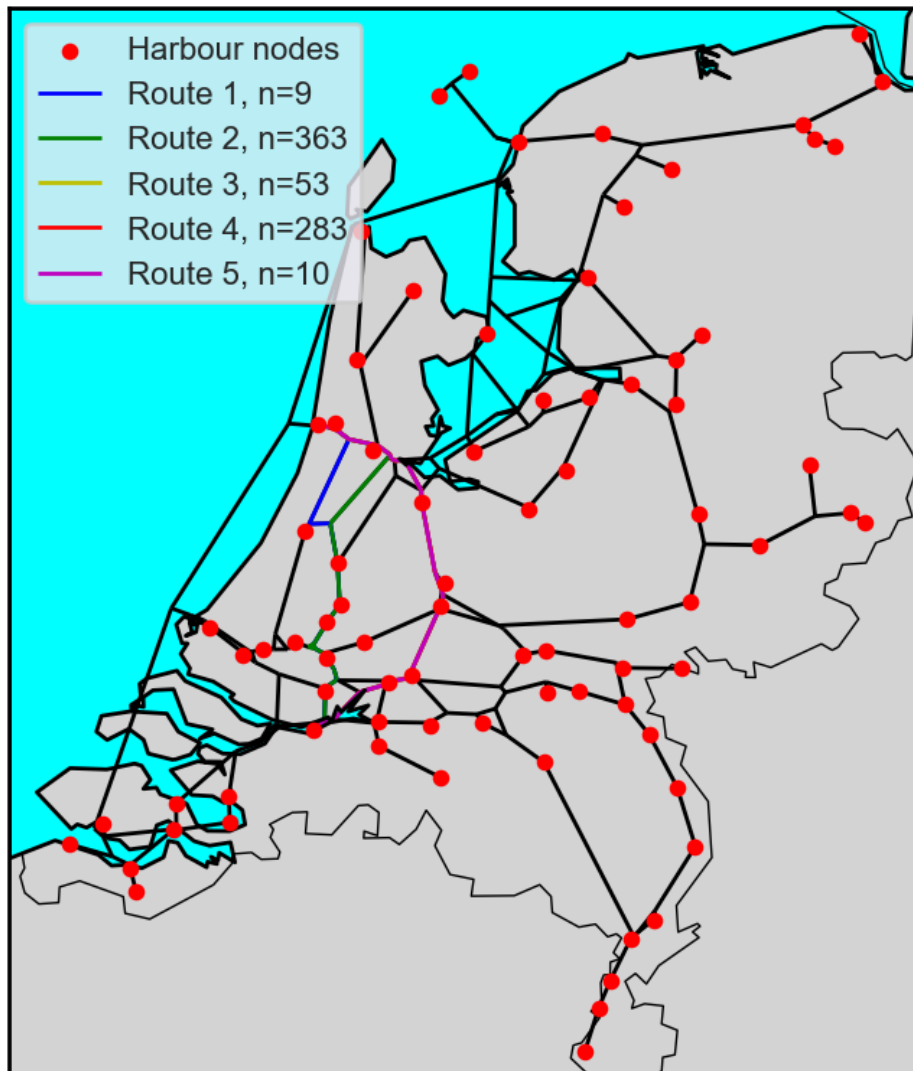 Harbour nodes
Route 1, n=9
Route 2, n=363
Route 3, n=53
Route 4, n=283
Route 5, n=10